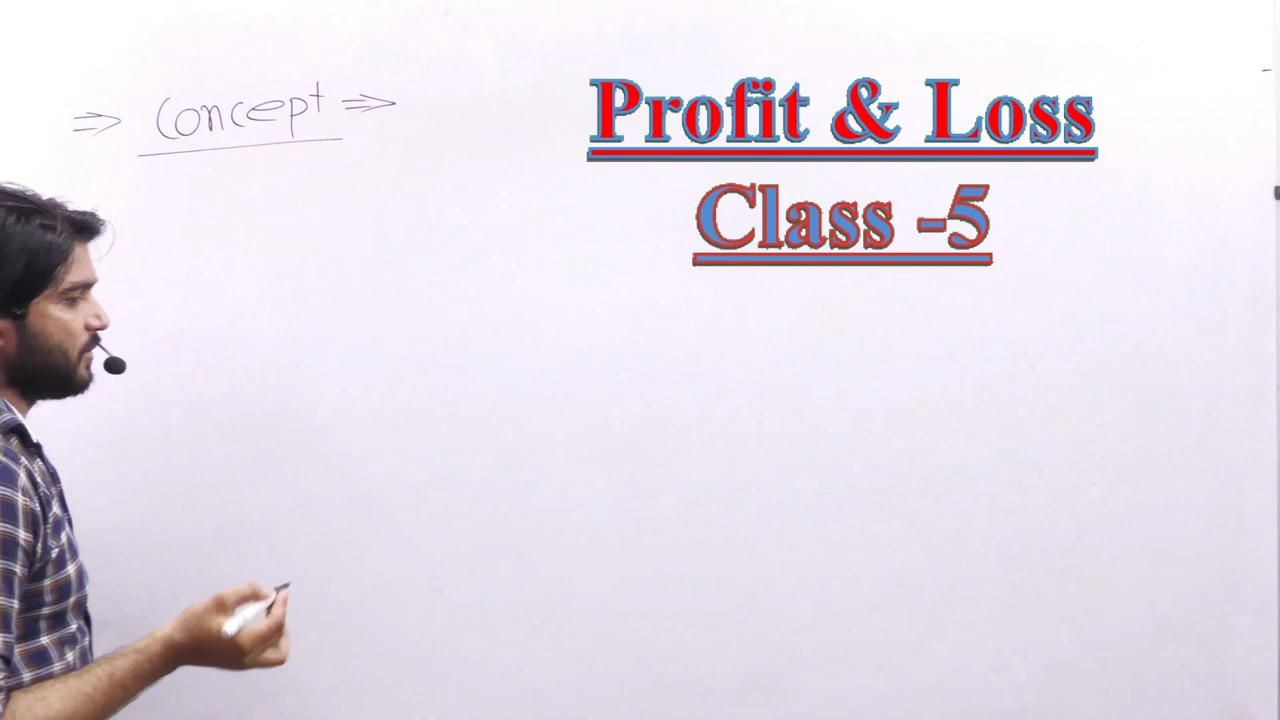 ⇒ Concept ⇒
Profit & Loss
Class -5